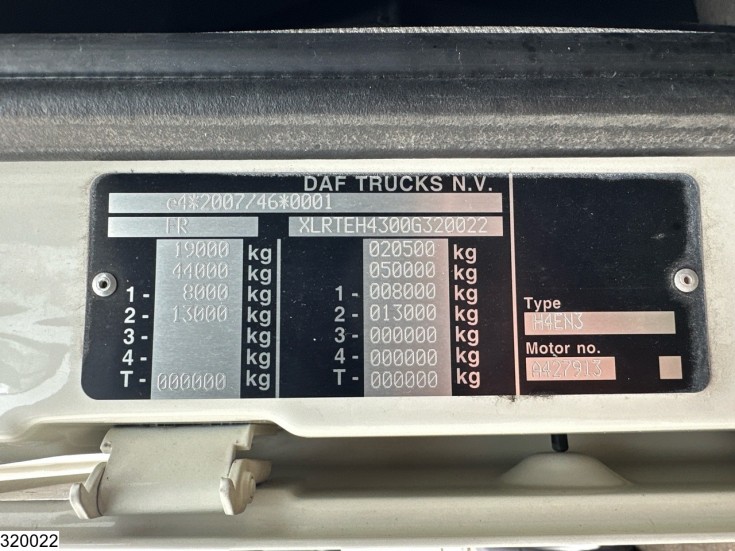 DAF TRUCKS N.V.
e4*2007/46*0001
FR XLRTEH4300G320022
19000 kg 020500 kg
44000 kg 050000 kg
1- 8000 kg 1- 008000 kg
2- 13000 kg 2- 013000 kg
3- kg 3- 000000 kg
4- kg 4- 000000 kg
T- 000000 kg T- 000000 kg
Type
H4EN3
Motor no.
A427913
320022